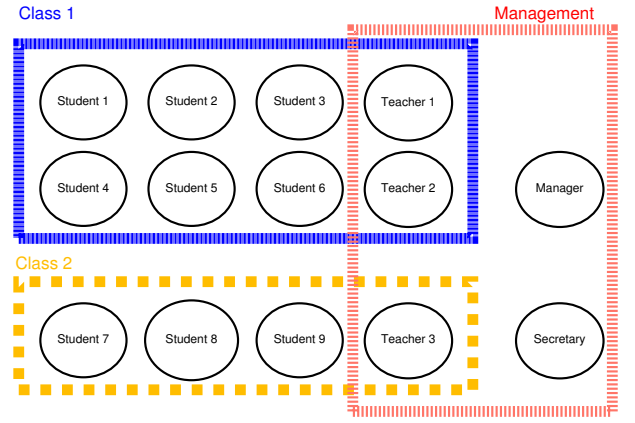 Class 1
Management
Student 1
Student 2
Student 3
Teacher 1
Student 4
Student 5
Student 6
Teacher 2
Manager
Class 2
Student 7
Student 8
Student 9
Teacher 3
Secretary